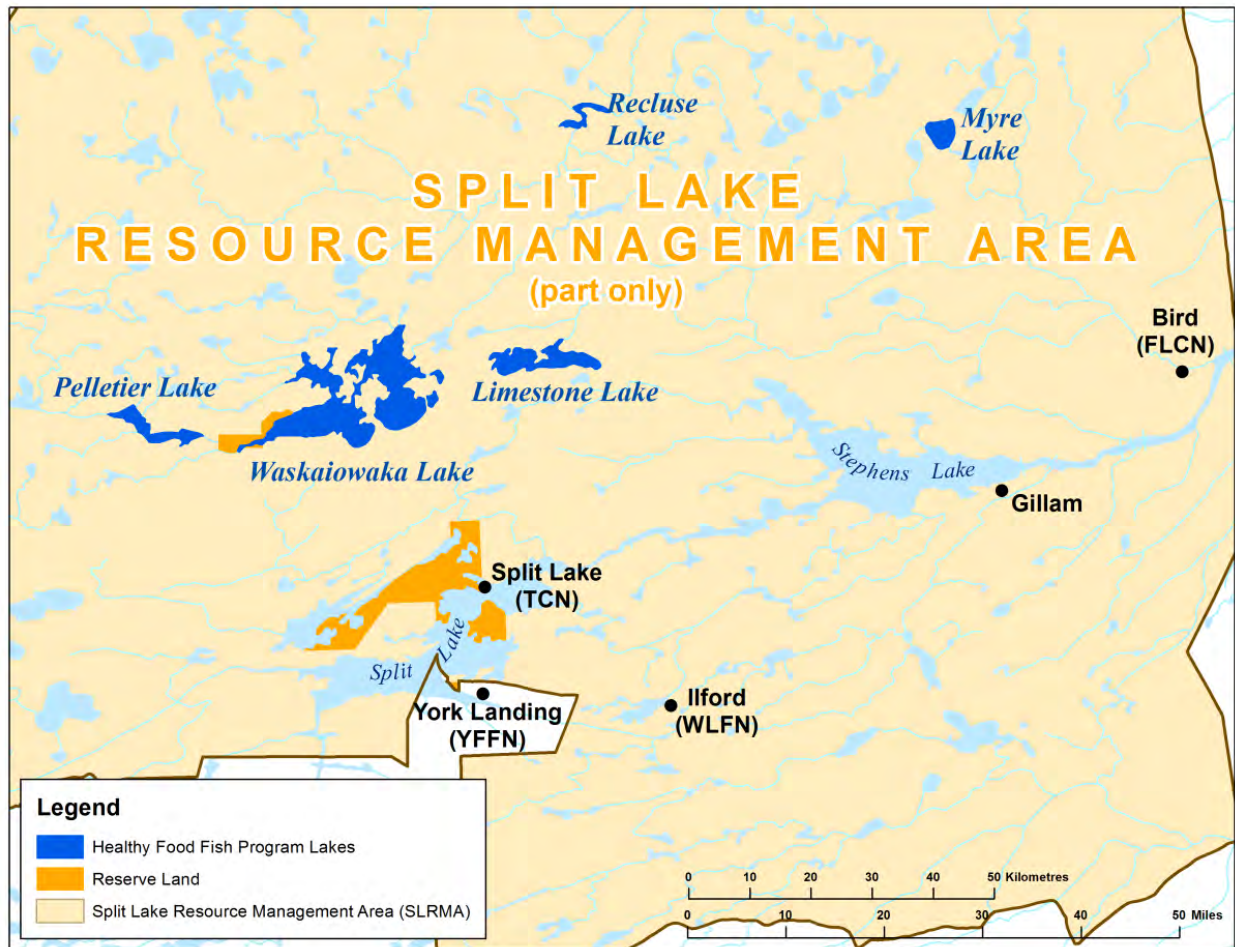 Recluse
Lake
Myre
Lake
SPLIT LAKE
RESOURCE MANAGEMENT AREA
(part only)
Bird
(FLCN)
Pelletier Lake
Limestone Lake
Waskaiowaka Lake
Stephens Lake
Gillam
Split Lake
(TCN)
Split Lake
York Landing
(YFFN)
Ilford
(WLFN)
Legend
Healthy Food Fish Program Lakes
Reserve Land
Split Lake Resource Management Area (SLRMA)
0 10 20 30 40 50 Kilometres
0 10 20 30 40 50 Miles